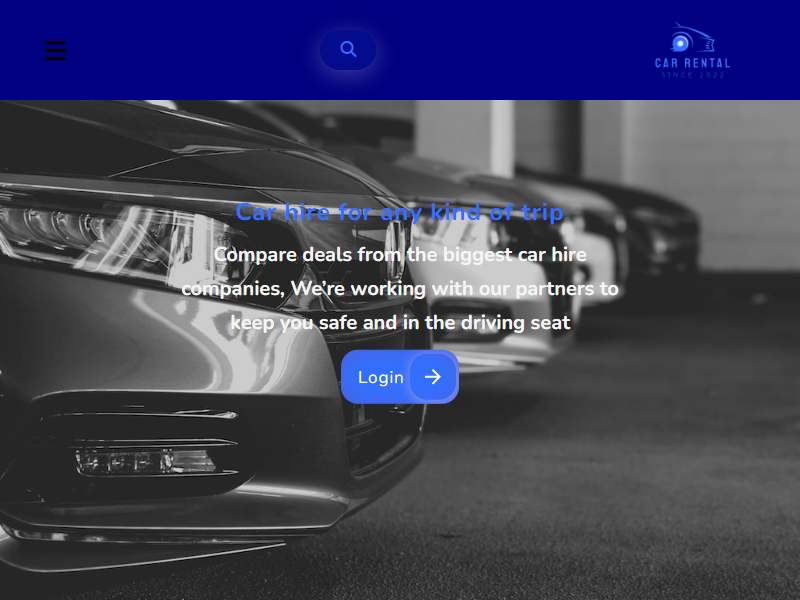 CAR RENTAL
SINCE 2022
Car hire for any kind of trip
Compare deals from the biggest car hire
companies, We're working with our partners to
keep you safe and in the driving seat
Login